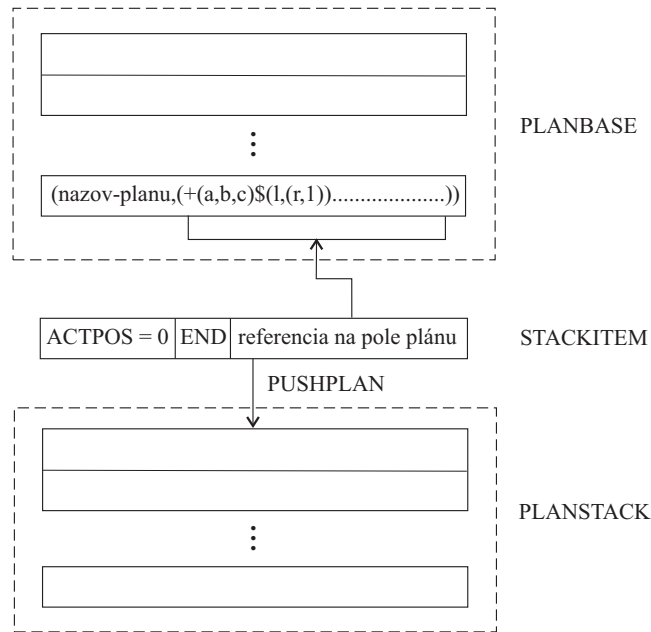 PLANBASE
(nazov-planu,(+(a,b,c)$(l,(r,1)).....................))
ACTPOS = 0 END referencia na pole plánu STACKITEM
PUSHPLAN
PLANSTACK